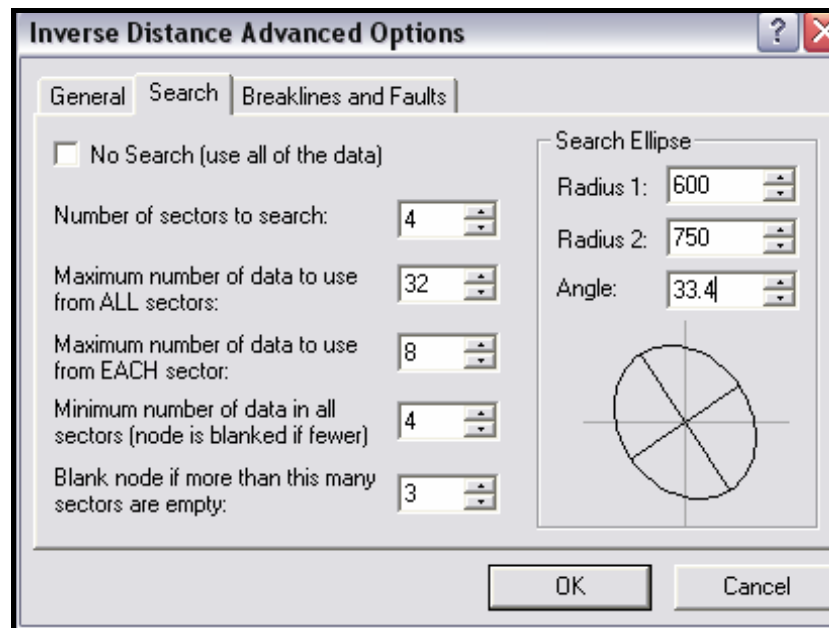 Inverse Distance Advanced Options
General Search Breaklines and Faults
No Search (use all of the data)
Number of sectors to search: 4
Maximum number of data to use
from ALL sectors: 32
Maximum number of data to use
from EACH sector: 8
Minimum number of data in all
sectors (node is blanked if fewer) 4
Blank node if more than this many
sectors are empty: 3
Search Ellipse
Radius 1: 600
Radius 2: 750
Angle: 33.4
OK Cancel